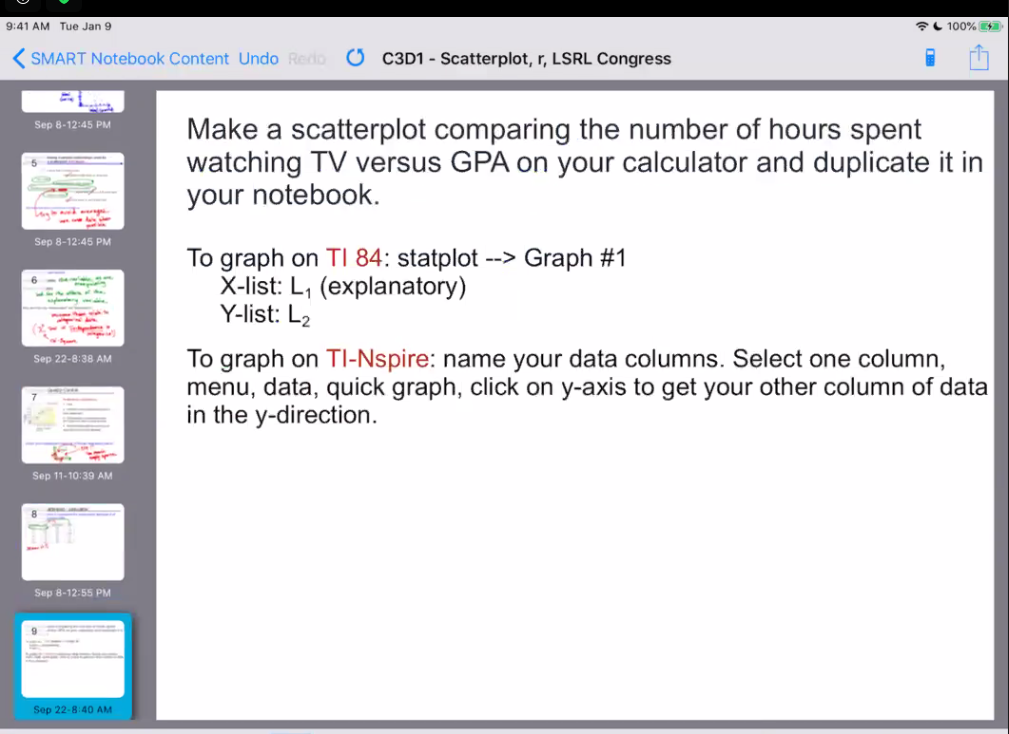 9:41 AM Tue Jan 9
100%
SMART Notebook Content Undo Redo C3D1 - Scatterplot, r, LSRL Congress
Sep 8-12:45 PM
5
Sep 8-12:45 PM
6
Sep 22-8:38 AM
7
Sep 11-10:39 AM
8
Sep 8-12:55 PM
9
Sep 22-8:40 AM
Make a scatterplot comparing the number of hours spent
watching TV versus GPA on your calculator and duplicate it in
your notebook.
To graph on TI 84: statplot --> Graph #1
X-list: L₁ (explanatory)
Y-list: L₂
To graph on TI-Nspire: name your data columns. Select one column,
menu, data, quick graph, click on y-axis to get your other column of data
in the y-direction.